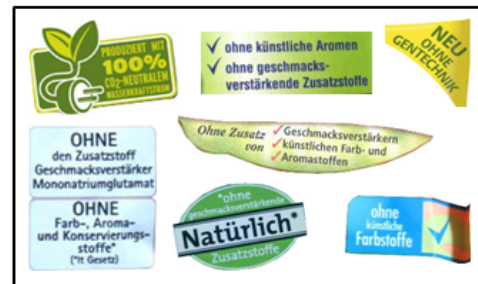 PRODUZIERT MIT
100%
CO2-NEUTRALEM
WASSERKRAFTSTROM
✓ ohne künstliche Aromen
✓ ohne geschmacks-
verstärkende Zusatzstoffe
NEU
OHNE
GENTECHNIK
OHNE
den Zusatzstoff
Geschmacksverstärker
Mononatriumglutamat
Ohne Zusatz
von
✓Geschmacksverstärkern
✓künstlichen Farb- und
✓Aromastoffen
OHNE
Farb-, Aroma-
und Konservierungs-
stoffe*
(*lt Gesetz)
*ohne
geschmacksverstärkende
Natürlich*
Zusatzstoffe
ohne
künstliche
Farbstoffe